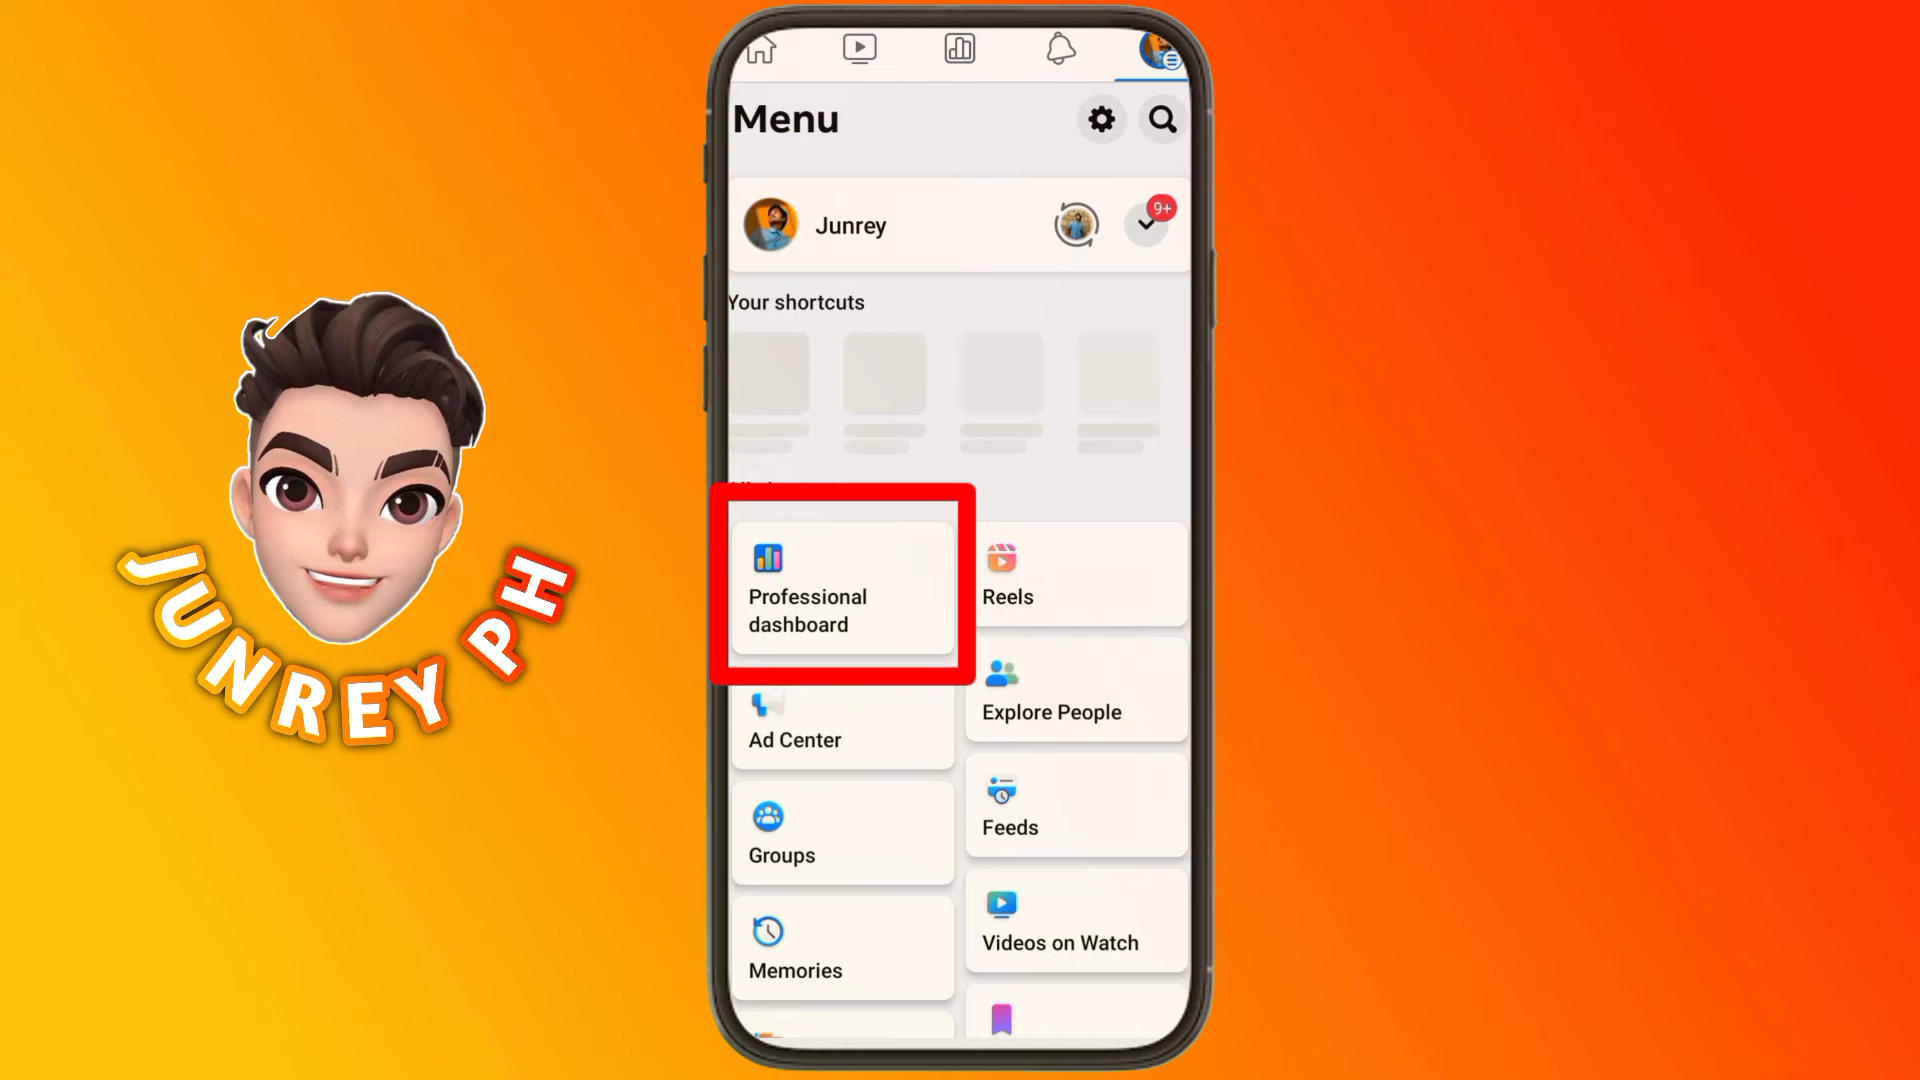 Menu
Junrey
9+
Your shortcuts
Professional
dashboard
Reels
Explore People
Ad Center
Feeds
Groups
Videos on Watch
Memories
JUNREY PH